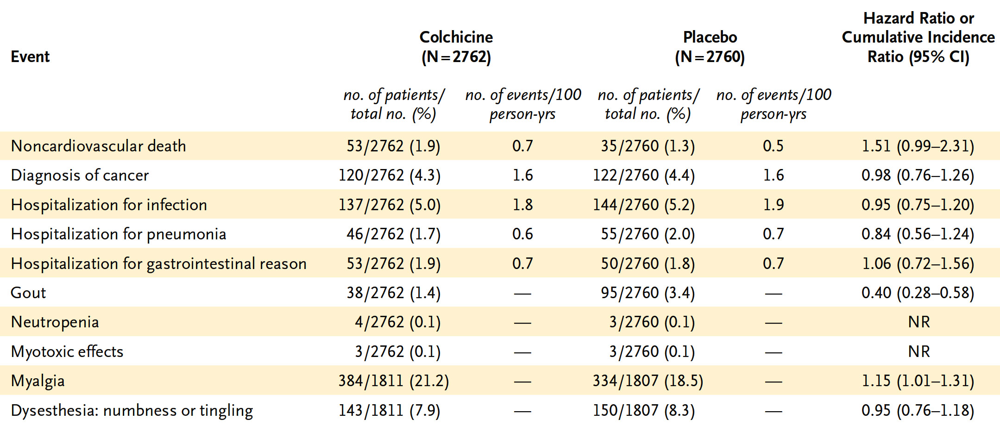 Event
Colchicine
(N=2762)
Placebo
(N=2760)
Hazard Ratio or
Cumulative Incidence
Ratio (95% CI)
no. of patients/
total no. (%)
no. of events/100
person-yrs
no. of patients/
total no. (%)
no. of events/100
person-yrs
Noncardiovascular death 53/2762 (1.9) 0.7 35/2760 (1.3) 0.5 1.51 (0.99–2.31)
Diagnosis of cancer 120/2762 (4.3) 1.6 122/2760 (4.4) 1.6 0.98 (0.76–1.26)
Hospitalization for infection 137/2762 (5.0) 1.8 144/2760 (5.2) 1.9 0.95 (0.75–1.20)
Hospitalization for pneumonia 46/2762 (1.7) 0.6 55/2760 (2.0) 0.7 0.84 (0.56–1.24)
Hospitalization for gastrointestinal reason 53/2762 (1.9) 0.7 50/2760 (1.8) 0.7 1.06 (0.72–1.56)
Gout 38/2762 (1.4) — 95/2760 (3.4) — 0.40 (0.28–0.58)
Neutropenia 4/2762 (0.1) — 3/2760 (0.1) — NR
Myotoxic effects 3/2762 (0.1) — 3/2760 (0.1) — NR
Myalgia 384/1811 (21.2) — 334/1807 (18.5) — 1.15 (1.01–1.31)
Dysesthesia: numbness or tingling 143/1811 (7.9) — 150/1807 (8.3) — 0.95 (0.76–1.18)